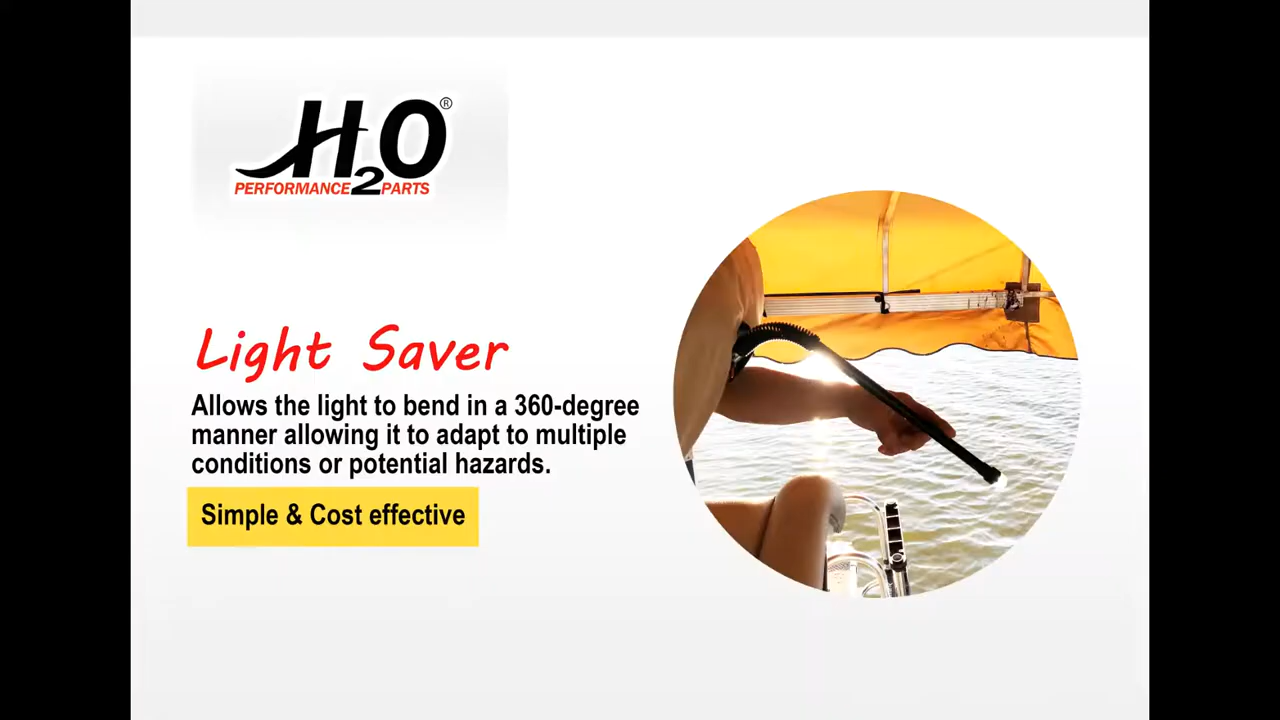 H2O®
PERFORMANCE PARTS
Light Saver
Allows the light to bend in a 360-degree
manner allowing it to adapt to multiple
conditions or potential hazards.
Simple & Cost effective